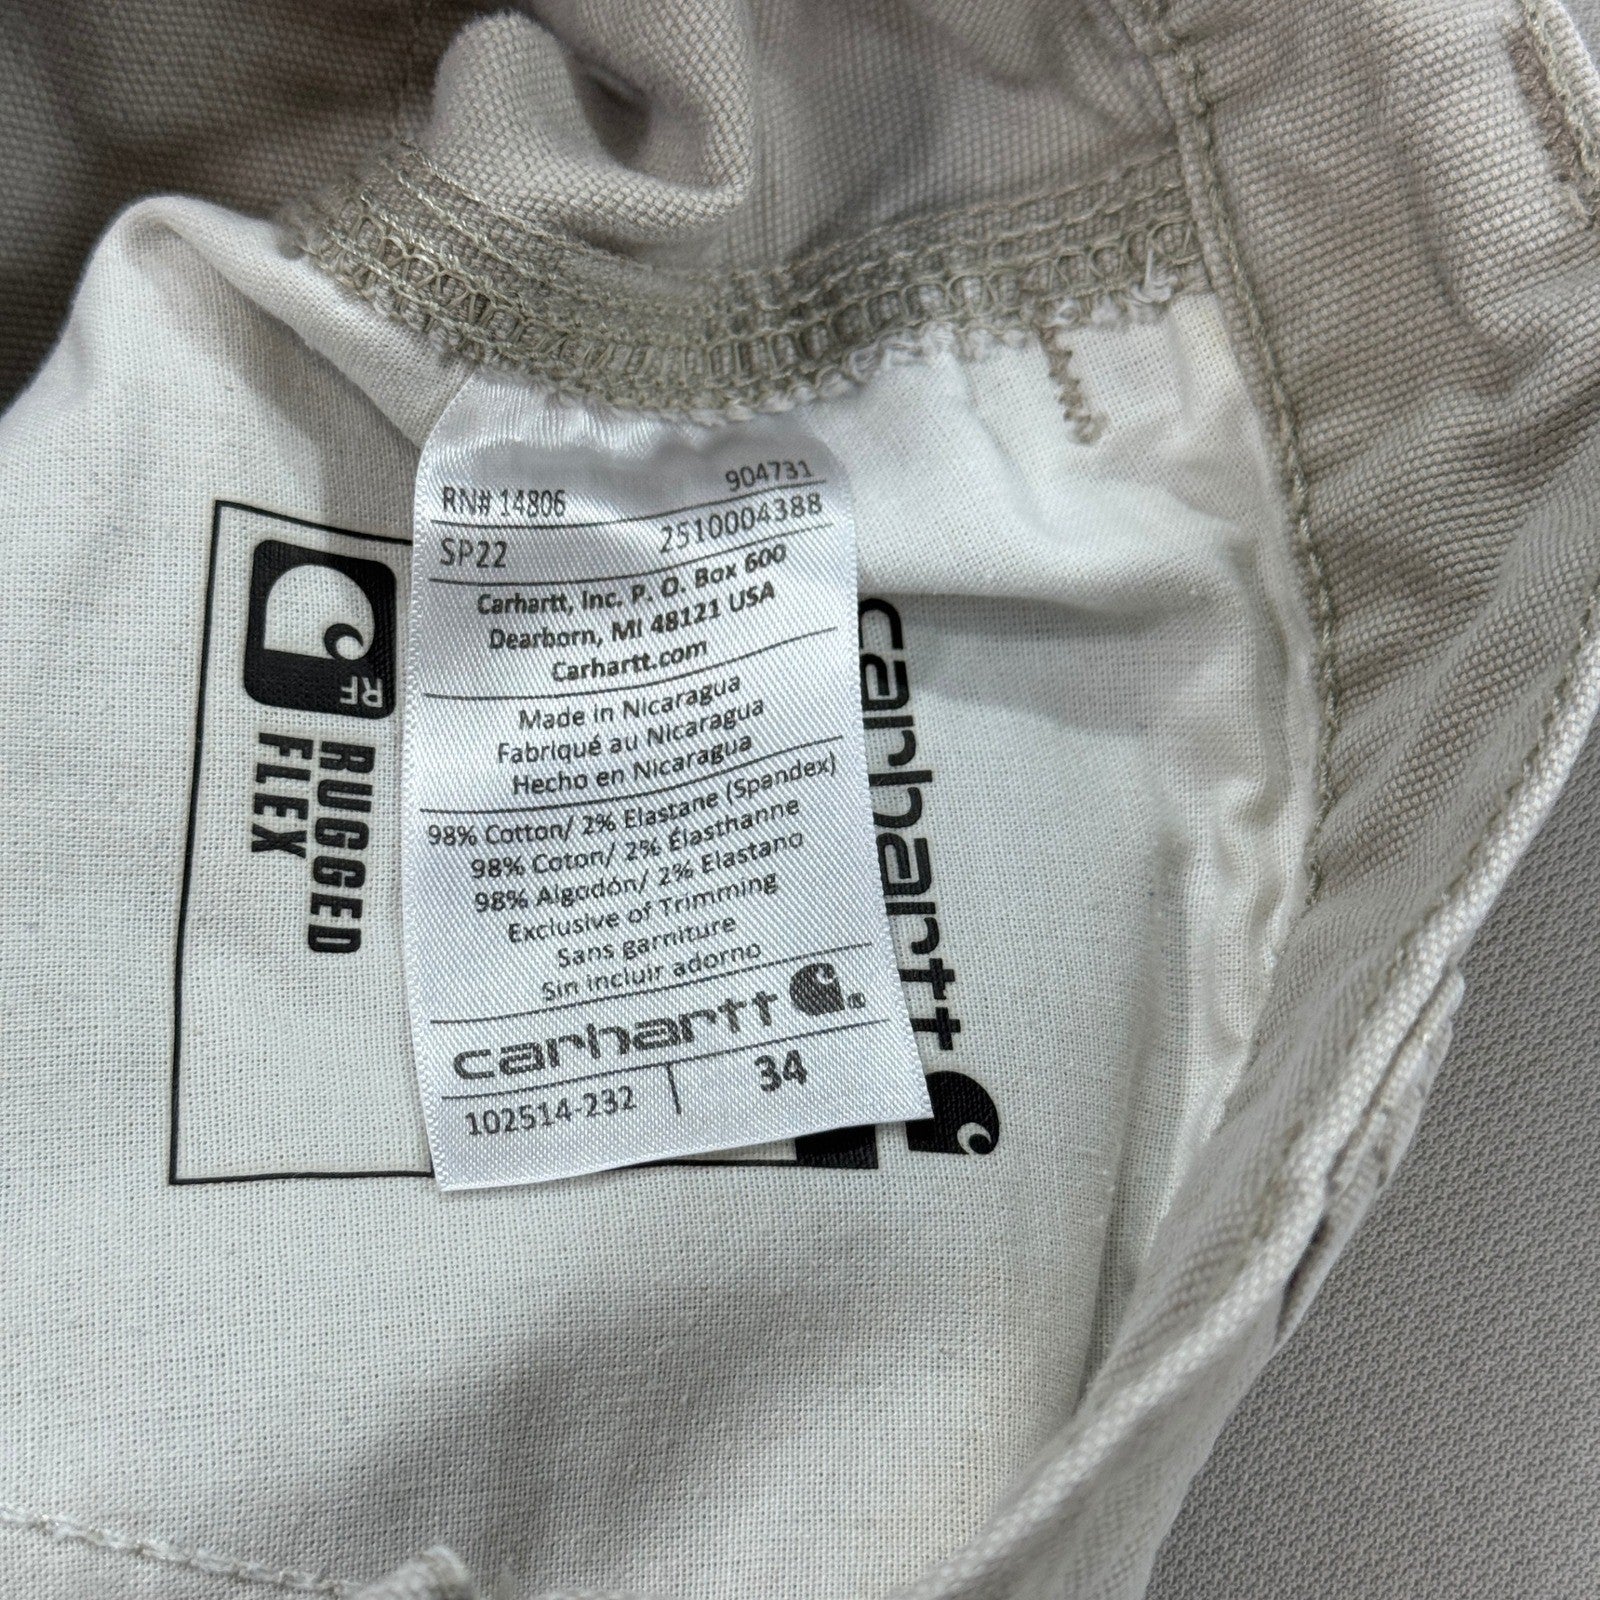 RN# 14806 904731
SP22 2510004388
Carhartt, Inc. P. O. Box 600
Dearborn, MI 48121 USA
Carhartt.com
Made in Nicaragua
Fabriqué au Nicaragua
Hecho en Nicaragua
98% Cotton/ 2% Elastane (Spandex)
98% Coton/ 2% Élasthanne
98% Algodón/ 2% Elastano
Exclusive of Trimming
Sans garniture
Sin incluir adorno
carhartt ®
102514-232 34
RF
RUGGED
FLEX
carhartt